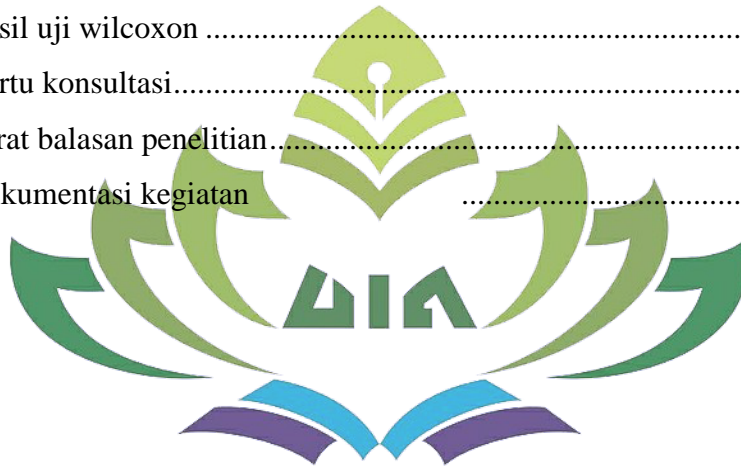 sil uji wilcoxon ................................................................
rtu konsultasi....................................................................
rat balasan penelitian........................................................
kumentasi kegiatan ...................................
UIN